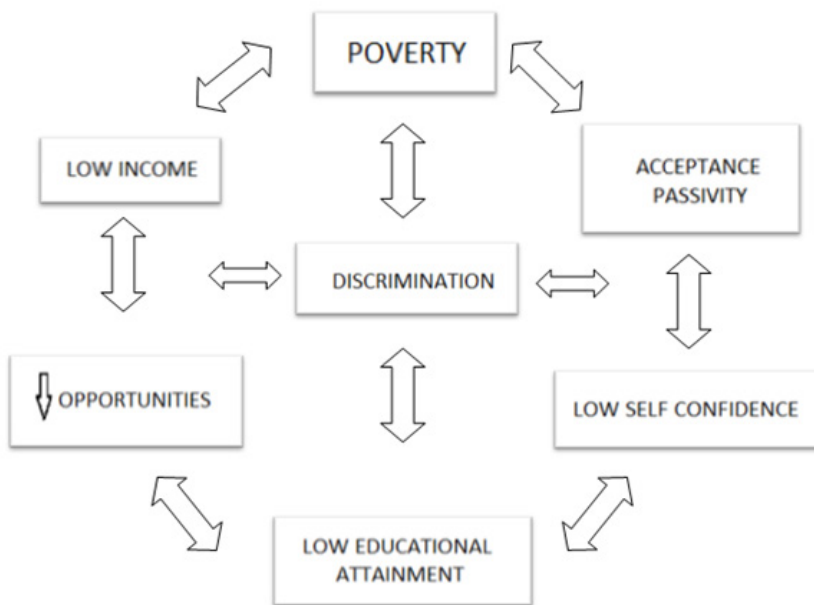 POVERTY
LOW INCOME
ACCEPTANCE
PASSIVITY
DISCRIMINATION
OPPORTUNITIES
LOW SELF CONFIDENCE
LOW EDUCATIONAL
ATTAINMENT